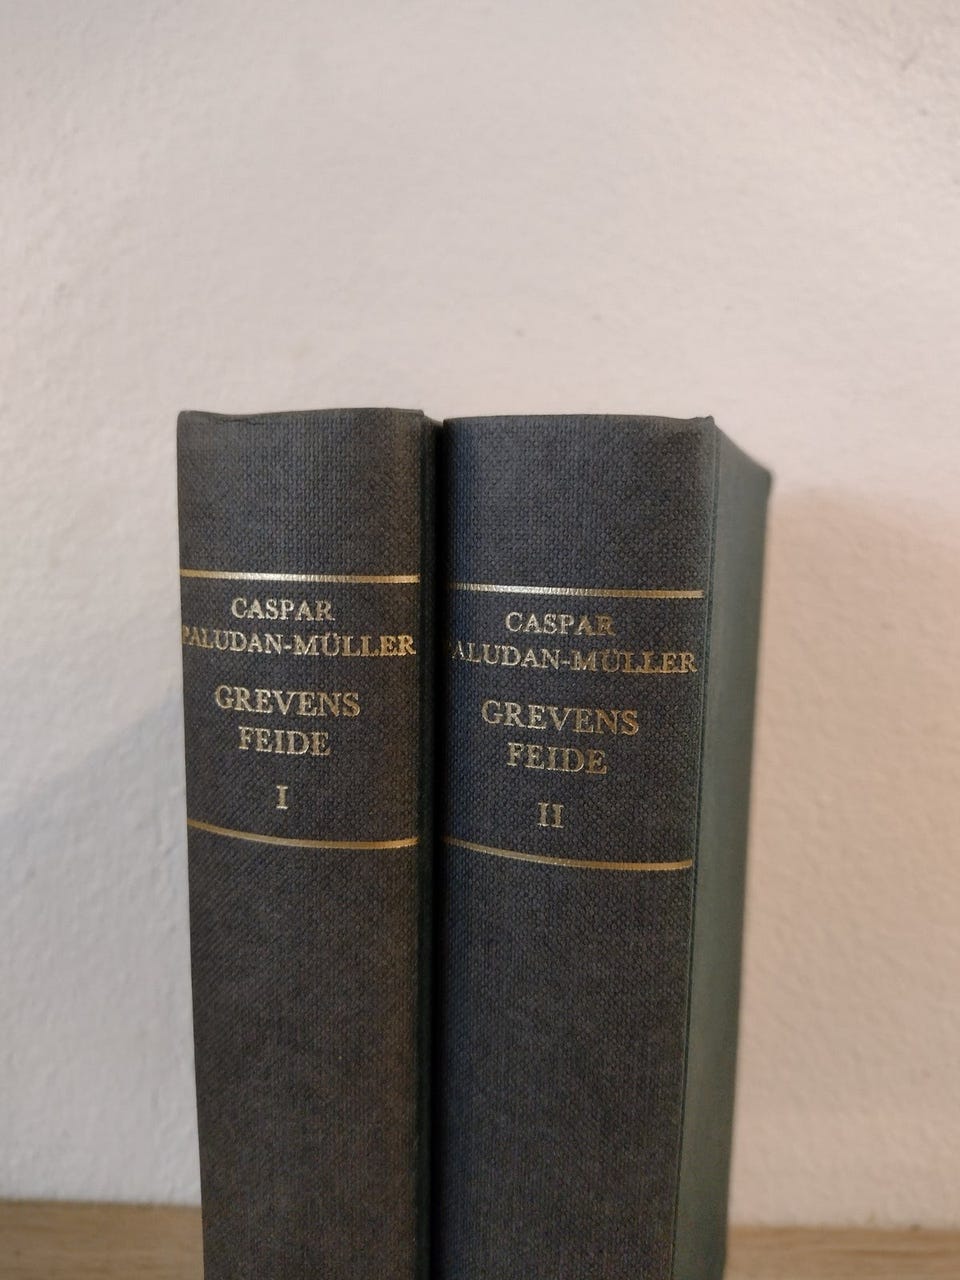 CASPAR
PALUDAN-MÜLLER
GREVENS
FEIDE
I
CASPAR
PALUDAN-MÜLLER
GREVENS
FEIDE
II